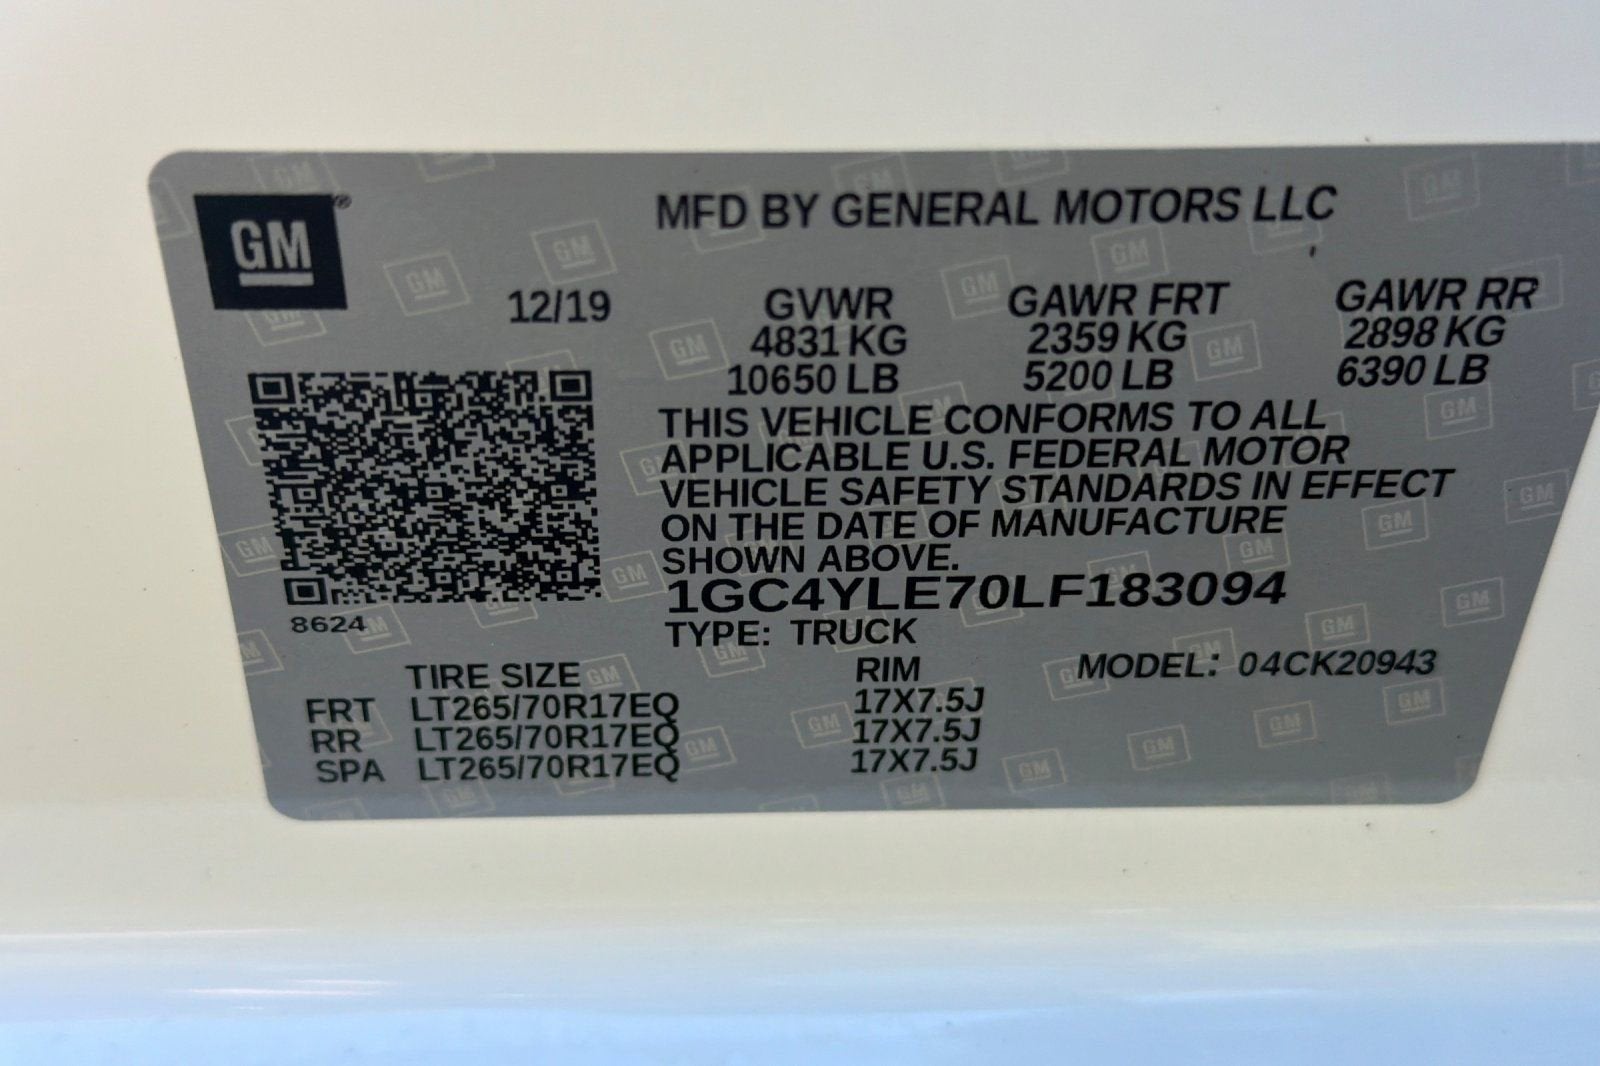 GM®
MFD BY GENERAL MOTORS LLC
12/19 GVWR GAWR FRT GAWR RR
4831 KG 2359 KG 2898 KG
10650 LB 5200 LB 6390 LB
THIS VEHICLE CONFORMS TO ALL
APPLICABLE U.S. FEDERAL MOTOR
VEHICLE SAFETY STANDARDS IN EFFECT
ON THE DATE OF MANUFACTURE
SHOWN ABOVE.
1GC4YLE70LF183094
8624
TYPE: TRUCK
MODEL: 04CK20943
TIRE SIZE RIM
FRT LT265/70R17EQ 17X7.5J
RR LT265/70R17EQ 17X7.5J
SPA LT265/70R17EQ 17X7.5J